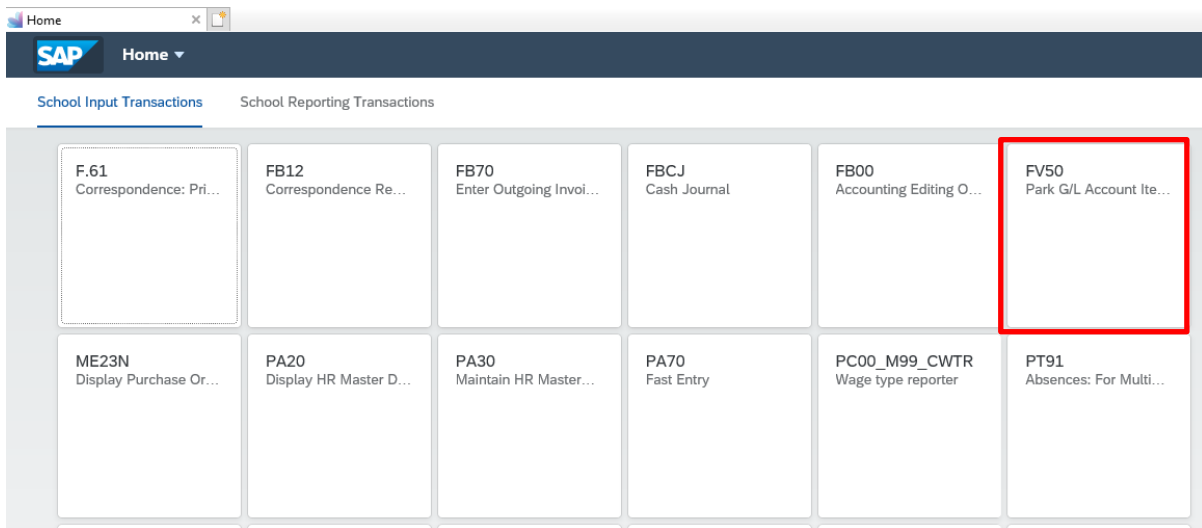 Home
SAP Home
School Input Transactions School Reporting Transactions
F.61
Correspondence: Pri...
FB12
Correspondence Re...
FB70
Enter Outgoing Invoi...
FBCJ
Cash Journal
FB00
Accounting Editing O...
FV50
Park G/L Account Ite...
ME23N
Display Purchase Or...
PA20
Display HR Master D...
PA30
Maintain HR Master...
PA70
Fast Entry
PC00_M99_CWTR
Wage type reporter
PT91
Absences: For Multi...